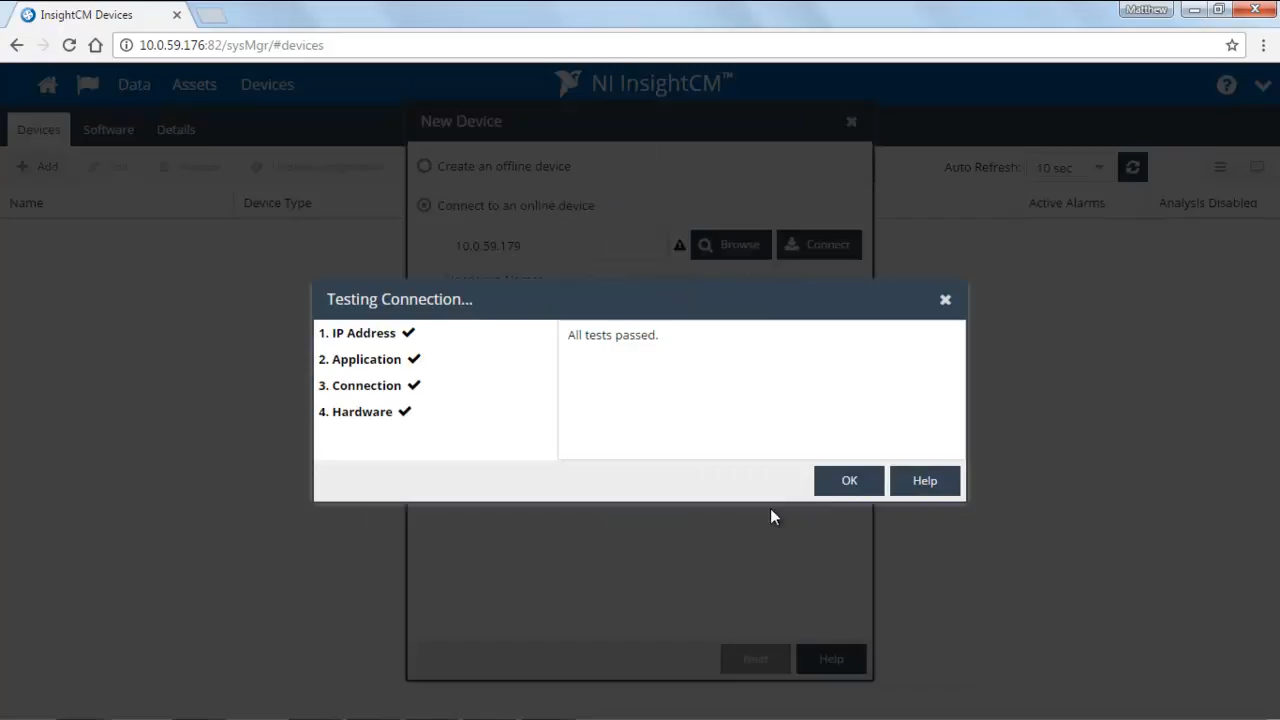 InsightCM Devices
Matthew
10.0.59.176:82/sysMgr/#devices
Data Assets Devices
NI InsightCM™
New Device
Devices Software Details
Create an offline device
Add
Auto Refresh: 10 sec
Name Device Type Active Alarms Analysis Disabled
Connect to an online device
10.0.59.179 Browse Connect
Testing Connection...
1. IP Address
2. Application
3. Connection
4. Hardware
All tests passed.
OK Help
Next Help